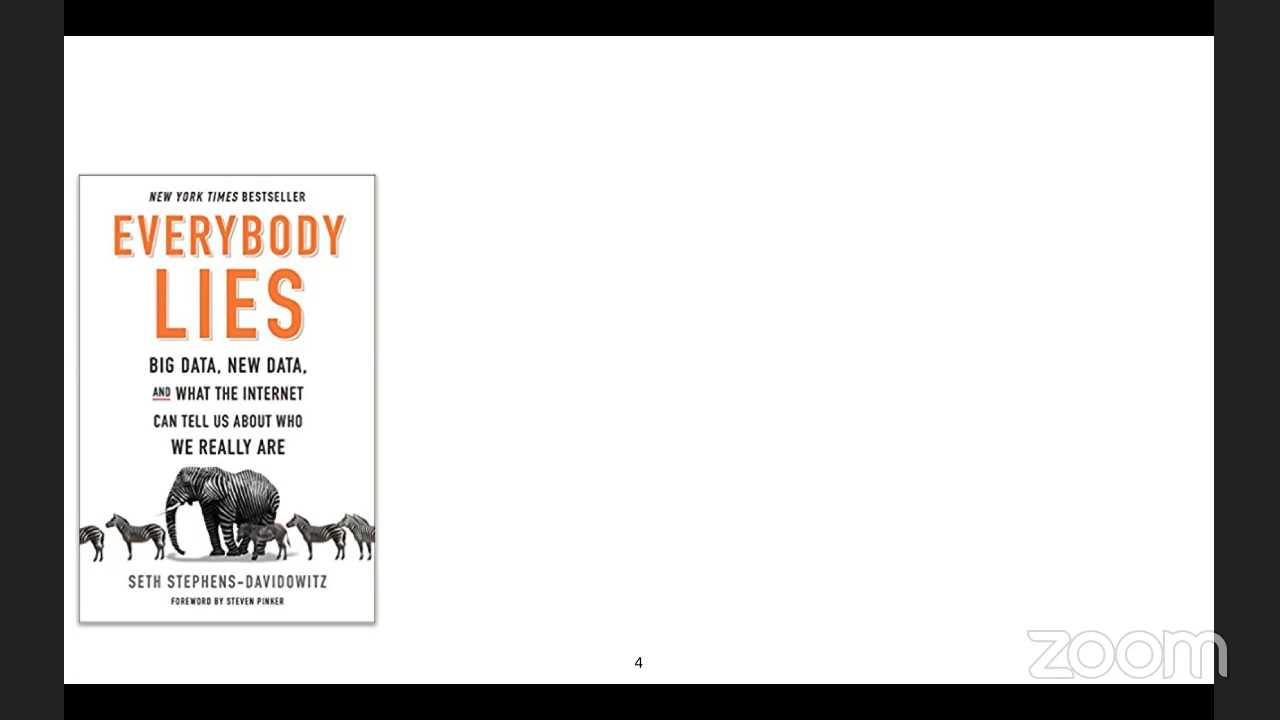 NEW YORK TIMES BESTSELLER
EVERYBODY
LIES
BIG DATA, NEW DATA,
AND WHAT THE INTERNET
CAN TELL US ABOUT WHO
WE REALLY ARE
SETH STEPHENS-DAVIDOWITZ
FOREWORD BY STEVEN PINKER
4
zoom